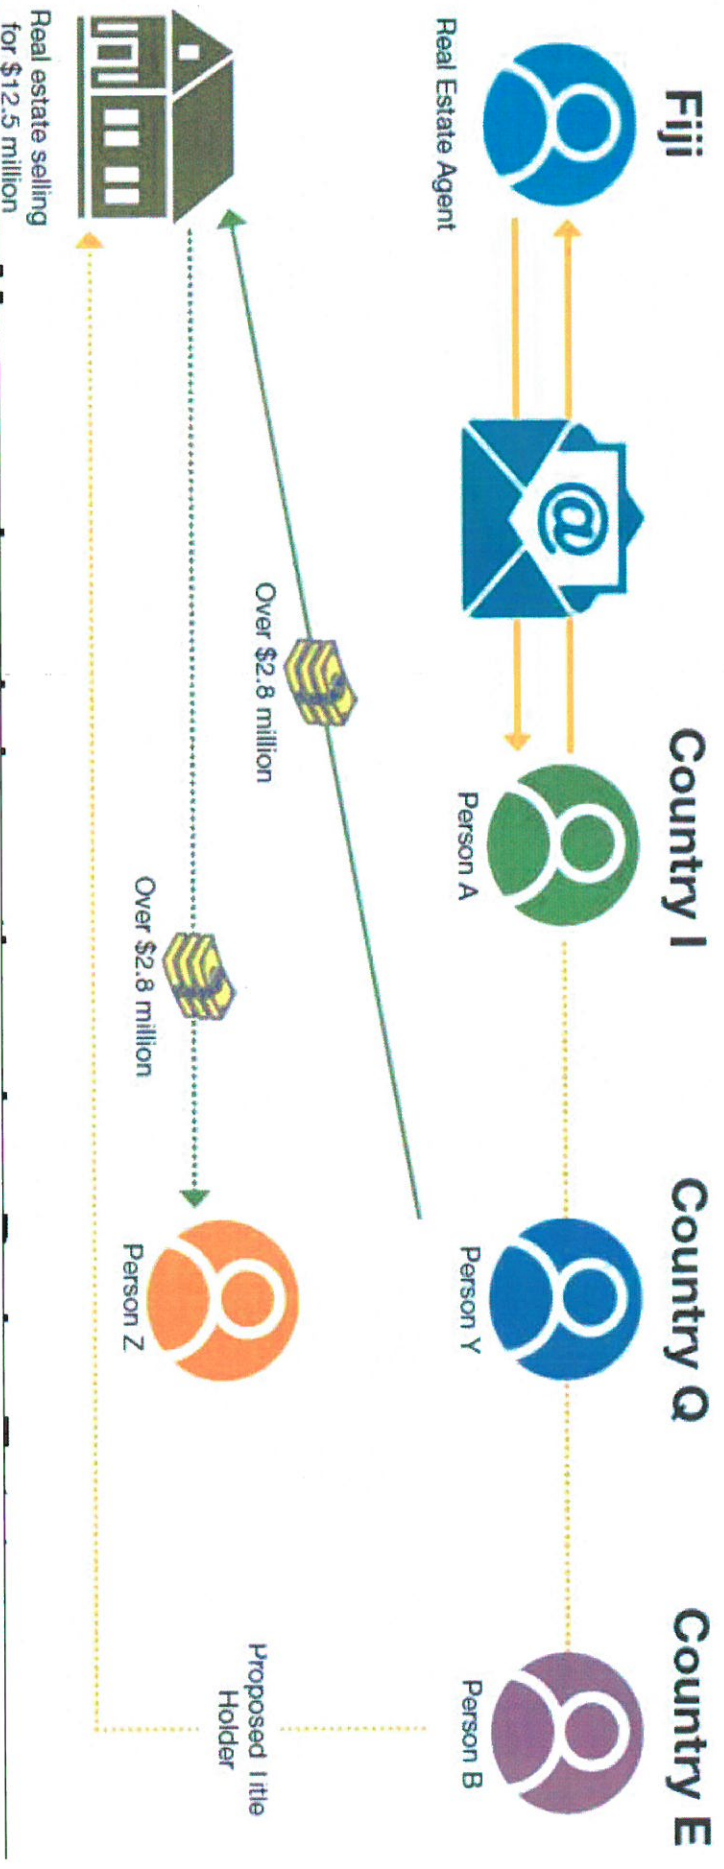 Fiji
Country I
Country Q
Country E
Real Estate Agent
@
Person A
Person Y
Person B
Over $2.8 million
Over $2.8 million
Person Z
Proposed Title
Holder
Real estate selling
for $12.5 million